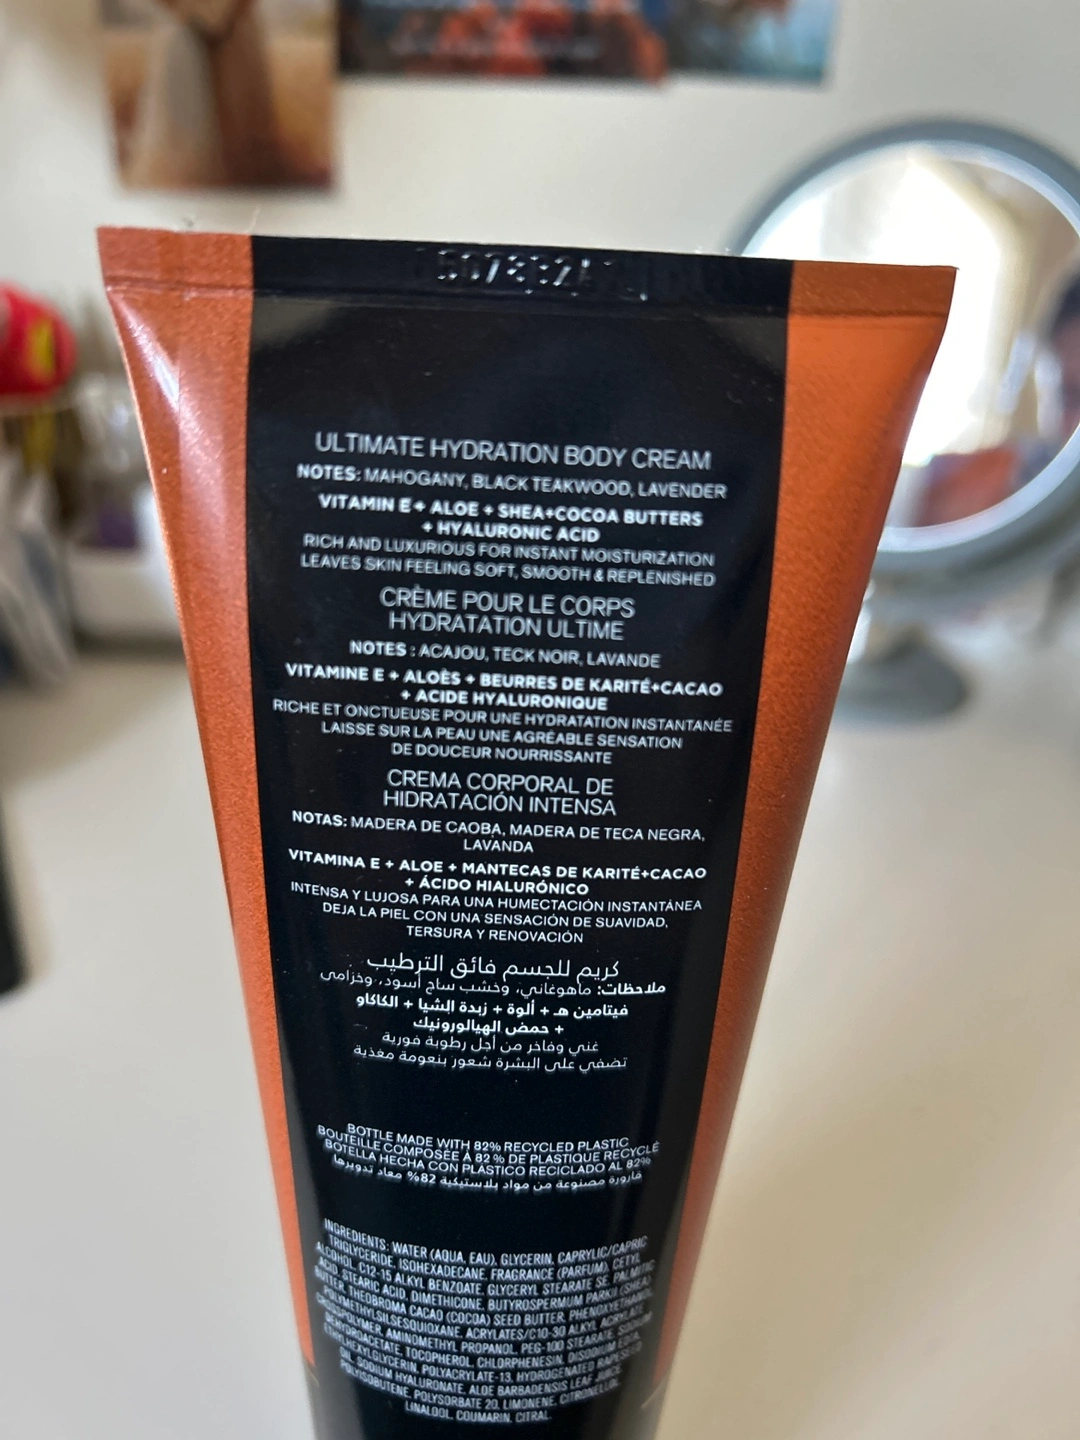 ULTIMATE HYDRATION BODY CREAM
NOTES: MAHOGANY, BLACK TEAKWOOD, LAVENDER
VITAMIN E + ALOE + SHEA+COCOA BUTTERS
+ HYALURONIC ACID
RICH AND LUXURIOUS FOR INSTANT MOISTURIZATION
LEAVES SKIN FEELING SOFT, SMOOTH & REPLENISHED
CRÈME POUR LE CORPS
HYDRATATION ULTIME
NOTES : ACAJOU, TECK NOIR, LAVANDE
VITAMINE E + ALOÈS + BEURRES DE KARITÉ+CACAO
+ ACIDE HYALURONIQUE
RICHE ET ONCTUEUSE POUR UNE HYDRATATION INSTANTANÉE
LAISSE SUR LA PEAU UNE AGRÉABLE SENSATION
DE DOUCEUR NOURRISSANTE
CREMA CORPORAL DE
HIDRATACIÓN INTENSA
NOTAS: MADERA DE CAOBA, MADERA DE TECA NEGRA,
LAVANDA
VITAMINA E + ALOE + MANTECAS DE KARITÉ+CACAO
+ ÁCIDO HIALURÓNICO
INTENSA Y LUJOSA PARA UNA HUMECTACIÓN INSTANTÁNEA
DEJA LA PIEL CON UNA SENSACIÓN DE SUAVIDAD,
TERSURA Y RENOVACIÓN
كريم للجسم فائق الترطيب
ملاحظات: ماهوغاني، وخشب ساج أسود، وخزامى
فيتامين هـ + ألوة + زبدة الشيا + الكاكاو
+ حمض الهيالورونيك
غني وفاخر من أجل رطوبة فورية
تضفي على البشرة شعور بنعومة مغذية
BOTTLE MADE WITH 82% RECYCLED PLASTIC
BOUTEILLE COMPOSÉE À 82 % DE PLASTIQUE RECYCLÉ
BOTELLA HECHA CON PLÁSTICO RECICLADO AL 82%
قارورة مصنوعة من مواد بلاستيكية 82% معاد تدويرها
INGREDIENTS: WATER (AQUA, EAU), GLYCERIN, CAPRYLIC/CAPRIC
TRIGLYCERIDE, ISOHEXADECANE, FRAGRANCE (PARFUM), CETYL
ALCOHOL, C12-15 ALKYL BENZOATE, GLYCERYL STEARATE SE, PALMITIC
ACID, STEARIC ACID, DIMETHICONE, BUTYROSPERMUM PARKII (SHEA)
BUTTER, THEOBROMA CACAO (COCOA) SEED BUTTER, PHENOXYETHANOL,
POLYMETHYLSILSESQUIOXANE, ACRYLATES/C10-30 ALKYL ACRYLATE
CROSSPOLYMER, AMINOMETHYL PROPANOL, PEG-100 STEARATE, SODIUM
DEHYDROACETATE, TOCOPHEROL, CHLORPHENESIN, DISODIUM EDTA,
ETHYLHEXYLGLYCERIN, POLYACRYLATE-13, HYDROGENATED RAPESEED
OIL, SODIUM HYALURONATE, ALOE BARBADENSIS LEAF JUICE,
POLYISOBUTENE, POLYSORBATE 20, LIMONENE, CITRONELLOL,
LINALOOL, COUMARIN, CITRAL.